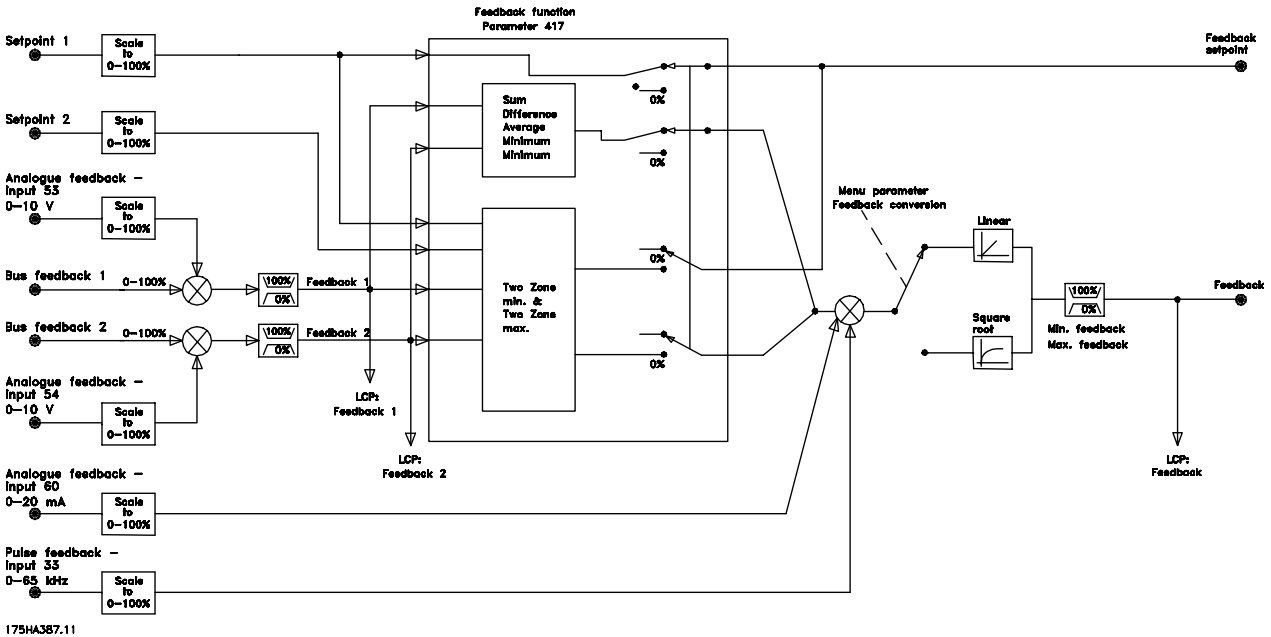 Feedback function
Parameter 417
Setpoint 1
Scale
to
0-100%
Feedback
setpoint
Setpoint 2
Scale
to
0-100%
Sum
Difference
Average
Minimum
Minimum
0%
0%
Analogue feedback -
input 53
0-10 V
Scale
to
0-100%
Menu parameter
Feedback conversion
Linear
0%
Bus feedback 1
0-100%
100%
0%
Feedback 1
Two Zone
min. &
Two Zone
max.
100%
0%
Feedback
Bus feedback 2
0-100%
100%
0%
Feedback 2
Square
root
Min. feedback
Max. feedback
0%
Analogue feedback -
input 54
0-10 V
Scale
to
0-100%
LCP:
Feedback 1
LCP:
Feedback 2
LCP:
Feedback
Analogue feedback -
input 60
0-20 mA
Scale
to
0-100%
Pulse feedback -
input 33
0-65 kHz
Scale
to
0-100%
175HA387.11